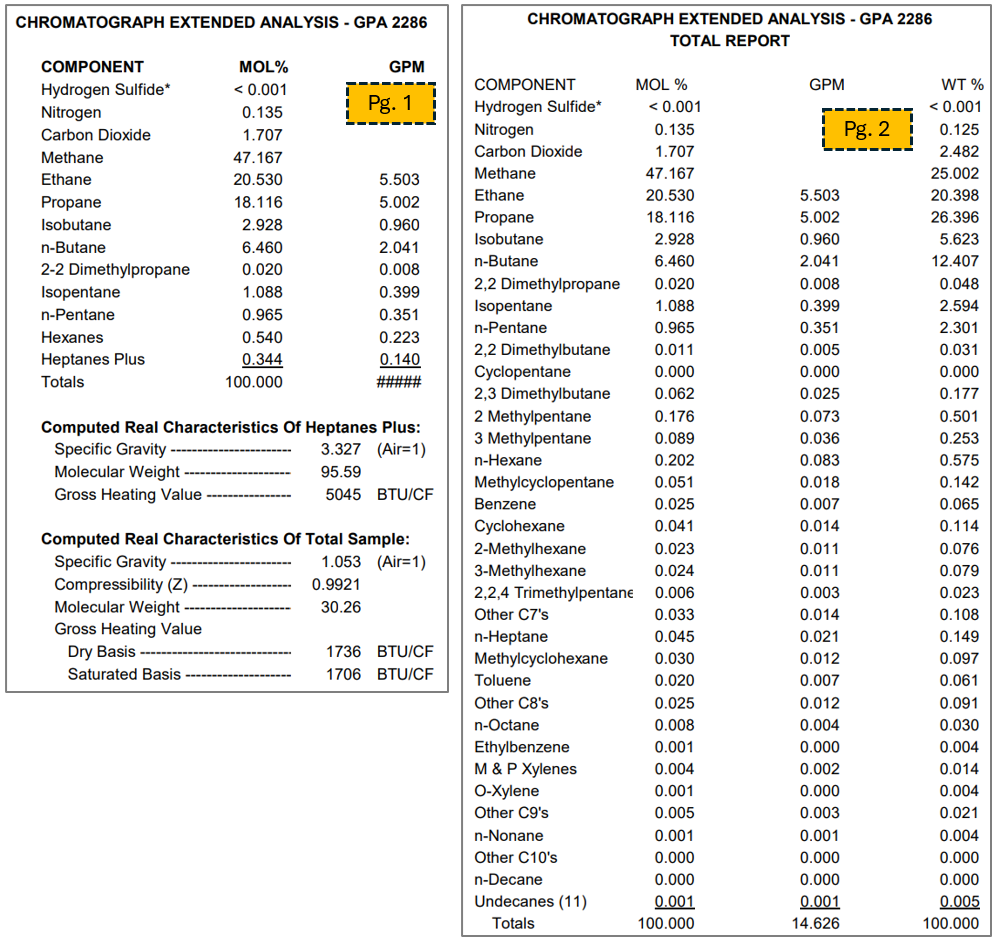 CHROMATOGRAPH EXTENDED ANALYSIS - GPA 2286
COMPONENT MOL% GPM
Hydrogen Sulfide* < 0.001
Pg. 1
Nitrogen 0.135
Carbon Dioxide 1.707
Methane 47.167
Ethane 20.530 5.503
Propane 18.116 5.002
Isobutane 2.928 0.960
n-Butane 6.460 2.041
2-2 Dimethylpropane 0.020 0.008
Isopentane 1.088 0.399
n-Pentane 0.965 0.351
Hexanes 0.540 0.223
Heptanes Plus 0.344 0.140
Totals 100.000 #####
Computed Real Characteristics Of Heptanes Plus:
Specific Gravity ----------------------- 3.327 (Air=1)
Molecular Weight -------------------- 95.59
Gross Heating Value ---------------- 5045 BTU/CF
Computed Real Characteristics Of Total Sample:
Specific Gravity ----------------------- 1.053 (Air=1)
Compressibility (Z) ------------------- 0.9921
Molecular Weight -------------------- 30.26
Gross Heating Value
Dry Basis ----------------------------- 1736 BTU/CF
Saturated Basis -------------------- 1706 BTU/CF
CHROMATOGRAPH EXTENDED ANALYSIS - GPA 2286
TOTAL REPORT
COMPONENT MOL % GPM WT %
Hydrogen Sulfide* < 0.001 < 0.001
Pg. 2
Nitrogen 0.135 0.125
Carbon Dioxide 1.707 2.482
Methane 47.167 25.002
Ethane 20.530 5.503 20.398
Propane 18.116 5.002 26.396
Isobutane 2.928 0.960 5.623
n-Butane 6.460 2.041 12.407
2,2 Dimethylpropane 0.020 0.008 0.048
Isopentane 1.088 0.399 2.594
n-Pentane 0.965 0.351 2.301
2,2 Dimethylbutane 0.011 0.005 0.031
Cyclopentane 0.000 0.000 0.000
2,3 Dimethylbutane 0.062 0.025 0.177
2 Methylpentane 0.176 0.073 0.501
3 Methylpentane 0.089 0.036 0.253
n-Hexane 0.202 0.083 0.575
Methylcyclopentane 0.051 0.018 0.142
Benzene 0.025 0.007 0.065
Cyclohexane 0.041 0.014 0.114
2-Methylhexane 0.023 0.011 0.076
3-Methylhexane 0.024 0.011 0.079
2,2,4 Trimethylpentane 0.006 0.003 0.023
Other C7's 0.033 0.014 0.108
n-Heptane 0.045 0.021 0.149
Methylcyclohexane 0.030 0.012 0.097
Toluene 0.020 0.007 0.061
Other C8's 0.025 0.012 0.091
n-Octane 0.008 0.004 0.030
Ethylbenzene 0.001 0.000 0.004
M & P Xylenes 0.004 0.002 0.014
O-Xylene 0.001 0.000 0.004
Other C9's 0.005 0.003 0.021
n-Nonane 0.001 0.001 0.004
Other C10's 0.000 0.000 0.000
n-Decane 0.000 0.000 0.000
Undecanes (11) 0.001 0.001 0.005
Totals 100.000 14.626 100.000